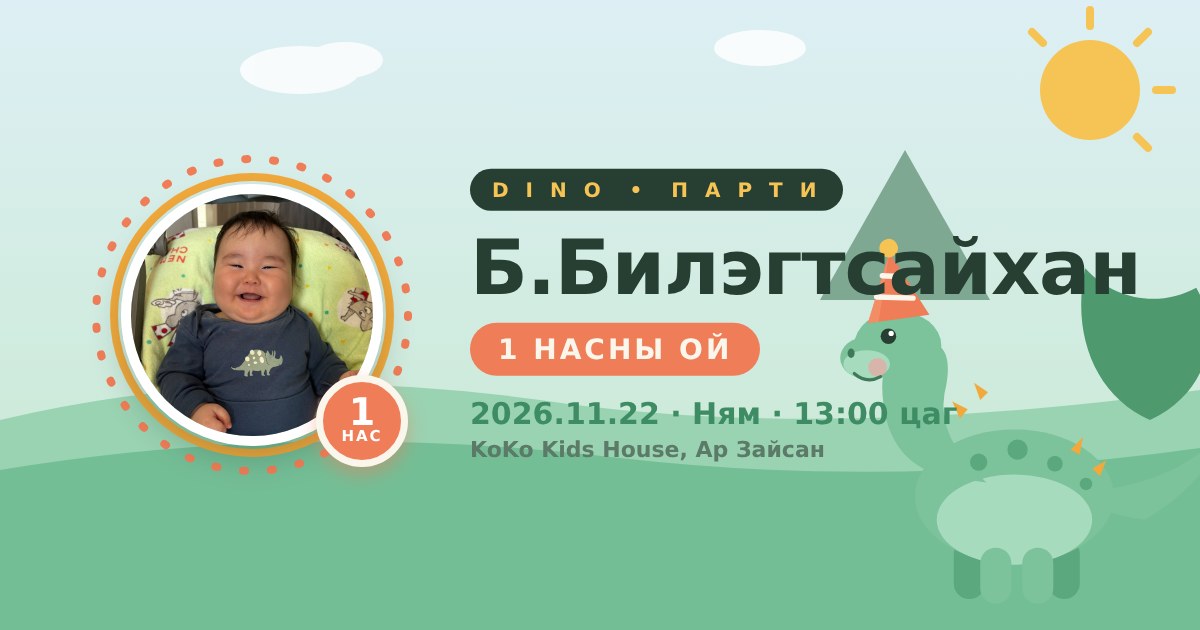 DINO • ПАРТИ
Б.Билэгтсайхан
1 НАСНЫ ОЙ
1
НАС
2026.11.22 · Ням · 13:00 цаг
KoKo Kids House, Ар Зайсан